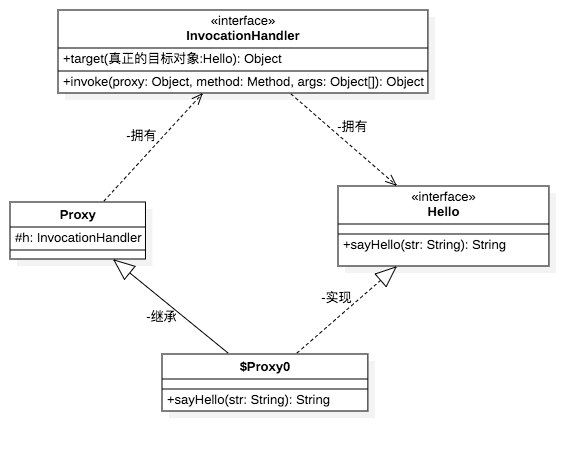 «interface»
InvocationHandler
+target(真正的目标对象:Hello): Object
+invoke(proxy: Object, method: Method, args: Object[]): Object
-拥有
-拥有
«interface»
Hello
+sayHello(str: String): String
Proxy
#h: InvocationHandler
-继承
-实现
$Proxy0
+sayHello(str: String): String